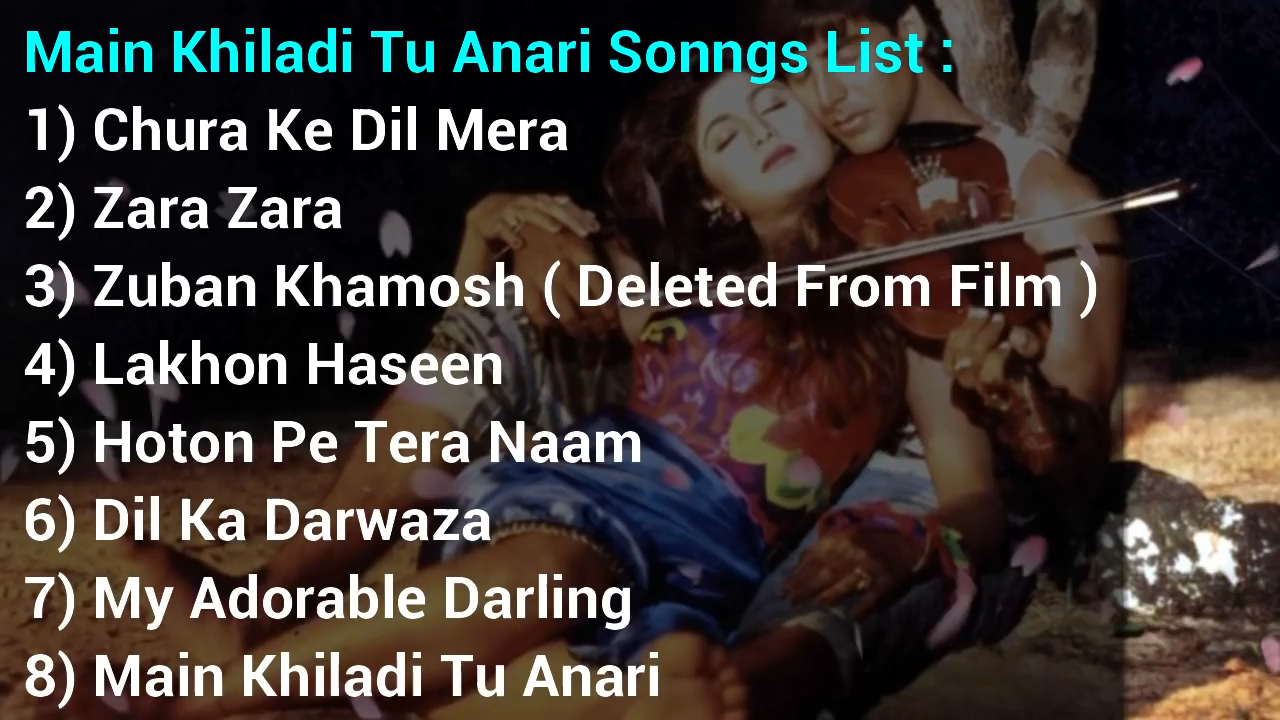 Main Khiladi Tu Anari Sonngs List :
1) Chura Ke Dil Mera
2) Zara Zara
3) Zuban Khamosh ( Deleted From Film )
4) Lakhon Haseen
5) Hoton Pe Tera Naam
6) Dil Ka Darwaza
7) My Adorable Darling
8) Main Khiladi Tu Anari